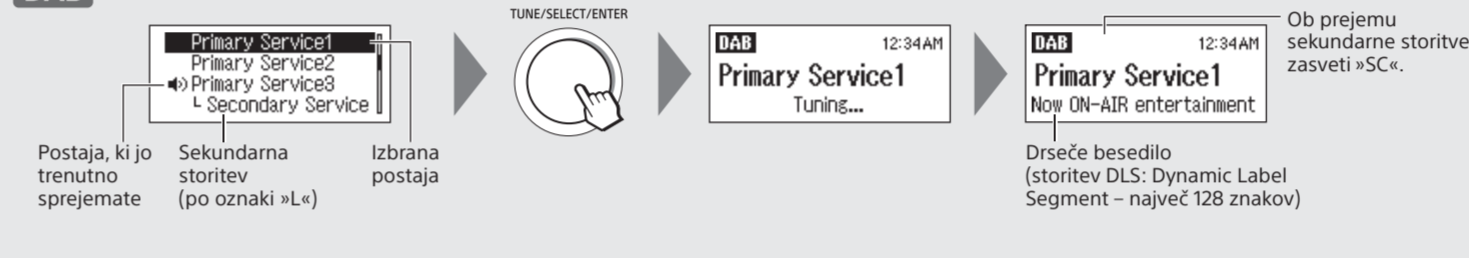 DAB
Primary Service1
Primary Service2
Primary Service3
└ Secondary Service
Postaja, ki jo
trenutno
sprejemate
Sekundarna
storitev
(po oznaki »L«)
Izbrana
postaja
TUNE/SELECT/ENTER
DAB 12:34AM
Primary Service1
Tuning...
DAB 12:34AM
Primary Service1
Now ON-AIR entertainment
Ob prejemu
sekundarne storitve
zasveti »SC«.
Drseče besedilo
(storitev DLS: Dynamic Label
Segment – največ 128 znakov)